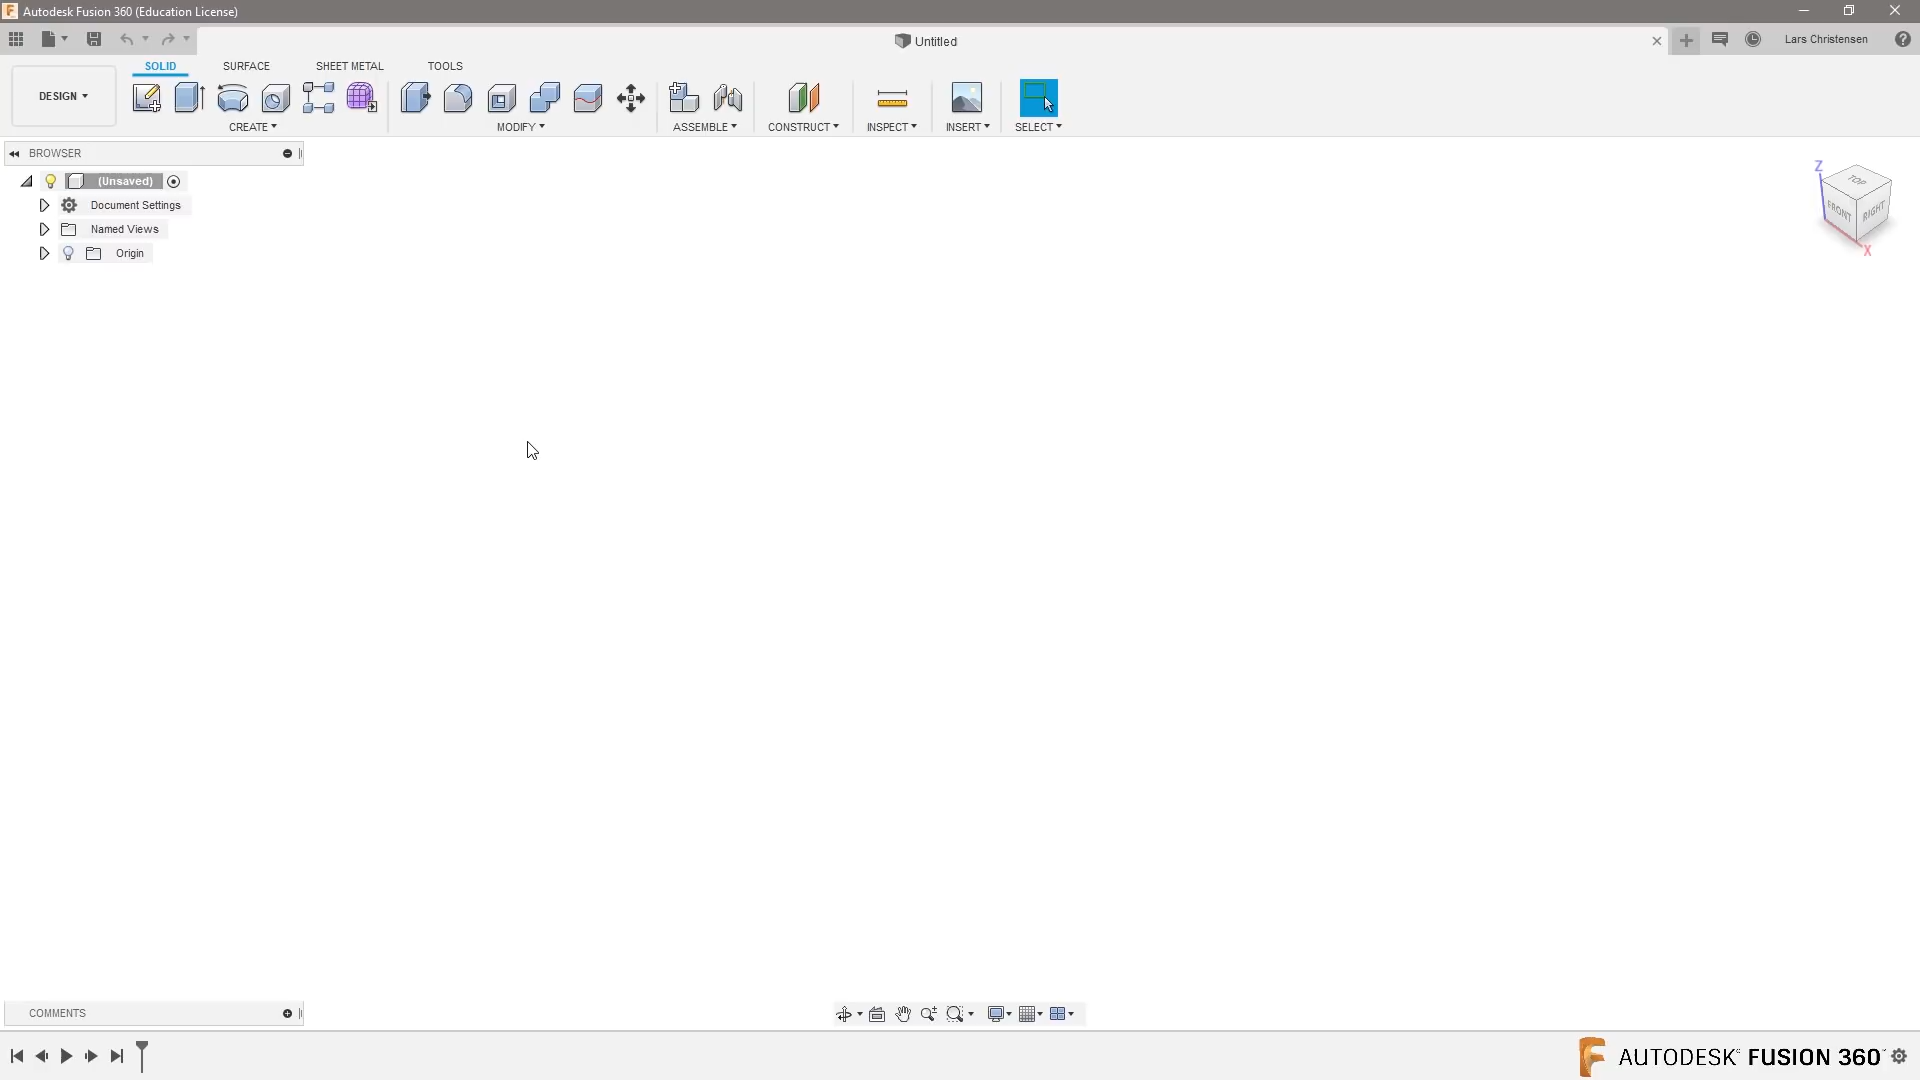 Autodesk Fusion 360 (Education License)
Untitled
Lars Christensen
SOLID SURFACE SHEET METAL TOOLS
DESIGN
CREATE MODIFY ASSEMBLE CONSTRUCT INSPECT INSERT SELECT
BROWSER
(Unsaved)
Document Settings
Named Views
Origin
Z
TOP
FRONT RIGHT
X
COMMENTS
AUTODESK FUSION 360